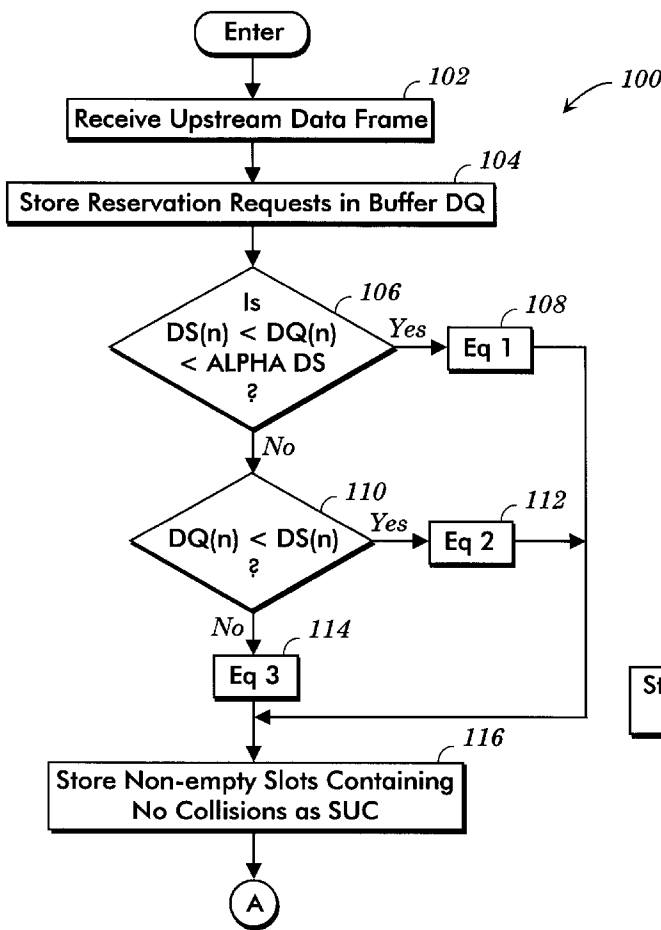 Enter
102
100
Receive Upstream Data Frame
104
Store Reservation Requests in Buffer DQ
106
Is
DS(n) < DQ(n)
< ALPHA DS
?
Yes
108
Eq 1
No
110
DQ(n) < DS(n)
?
Yes
112
Eq 2
No
114
Eq 3
St
116
Store Non-empty Slots Containing
No Collisions as SUC
A